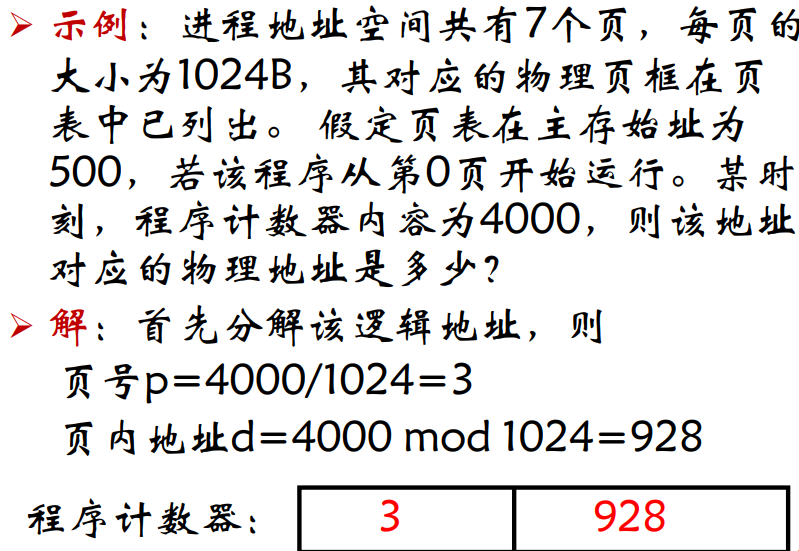 ➢ 示例：进程地址空间共有7个页，每页的
大小为1024B，其对应的物理页框在页
表中已列出。假定页表在主存始址为
500，若该程序从第0页开始运行。某时
刻，程序计数器内容为4000，则该地址
对应的物理地址是多少？
➢ 解：首先分解该逻辑地址，则
页号p=4000/1024=3
页内地址d=4000 mod 1024=928
程序计数器： 3 928